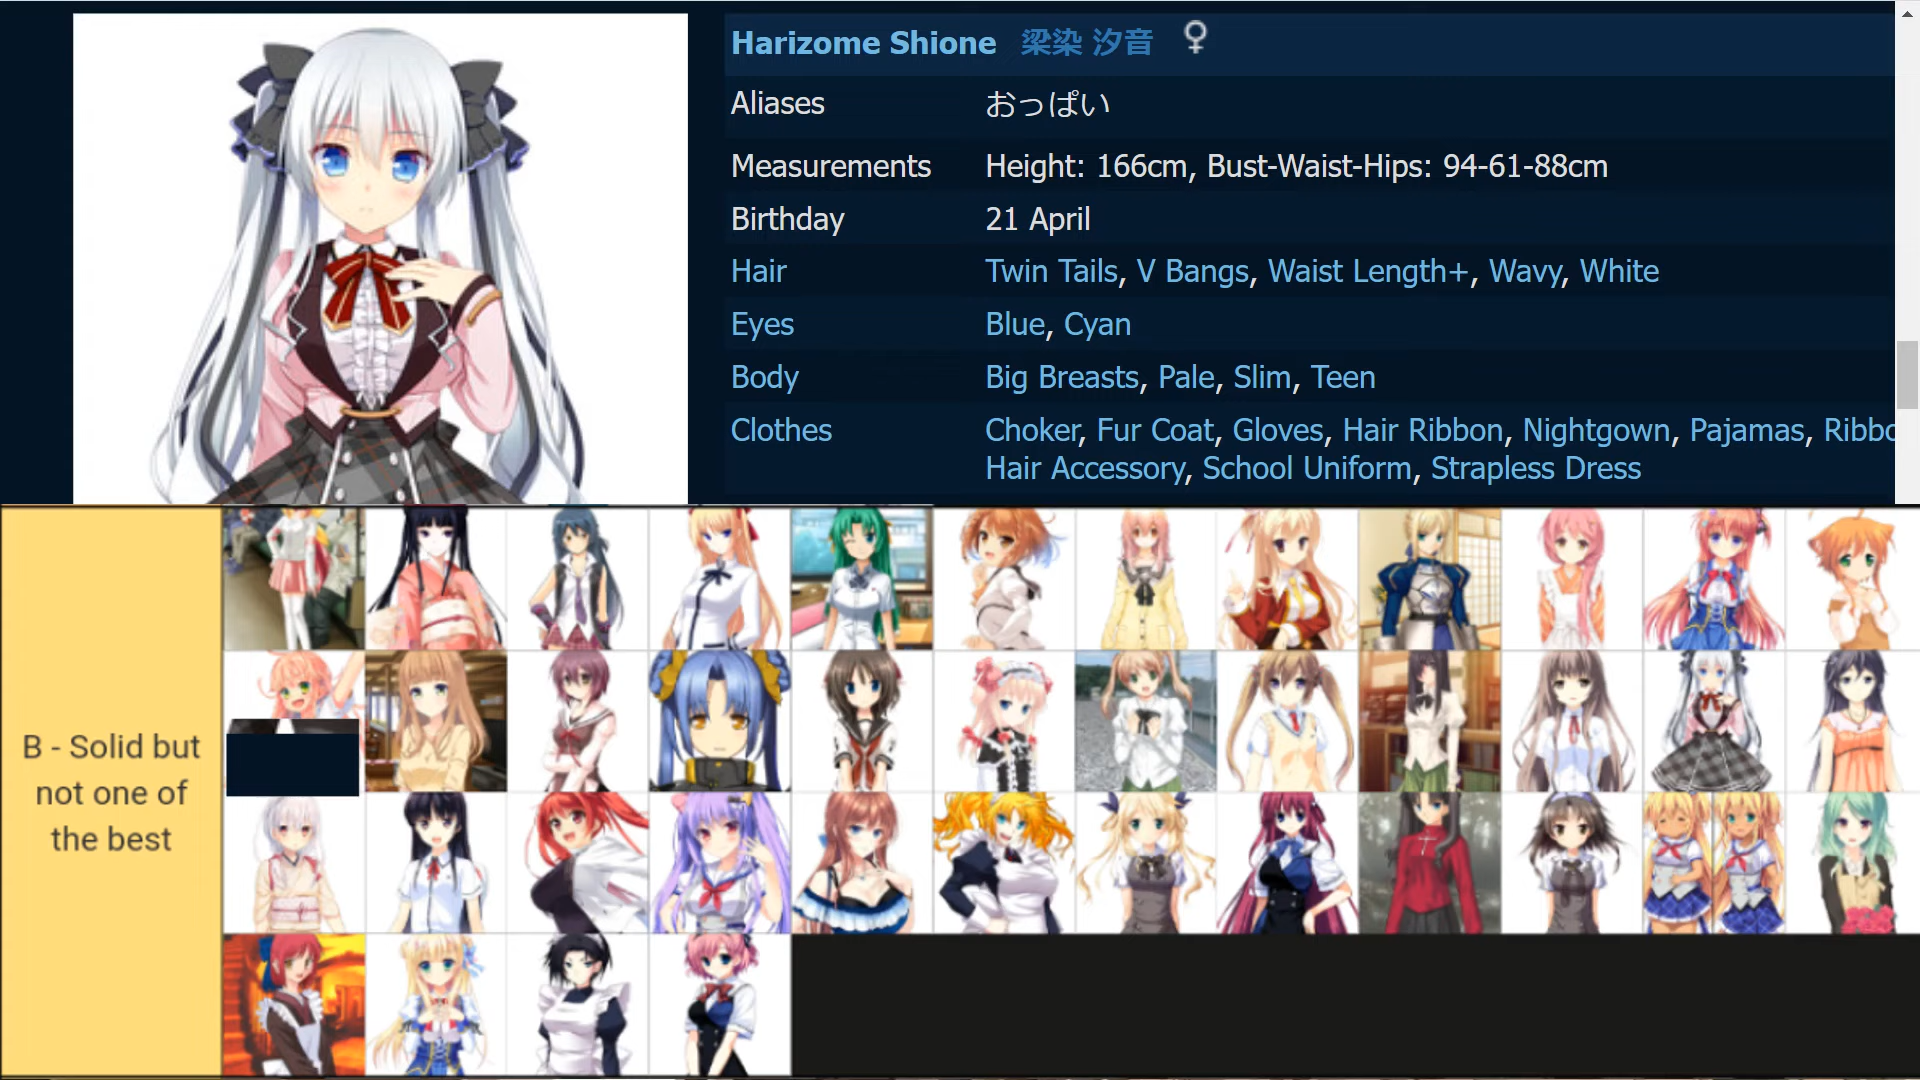 Harizome Shione 梁染 汐音 ♀
Aliases おっぱい
Measurements Height: 166cm, Bust-Waist-Hips: 94-61-88cm
Birthday 21 April
Hair Twin Tails, V Bangs, Waist Length+, Wavy, White
Eyes Blue, Cyan
Body Big Breasts, Pale, Slim, Teen
Clothes Choker, Fur Coat, Gloves, Hair Ribbon, Nightgown, Pajamas,
Hair Accessory, School Uniform, Strapless Dress
B - Solid but
not one of
the best